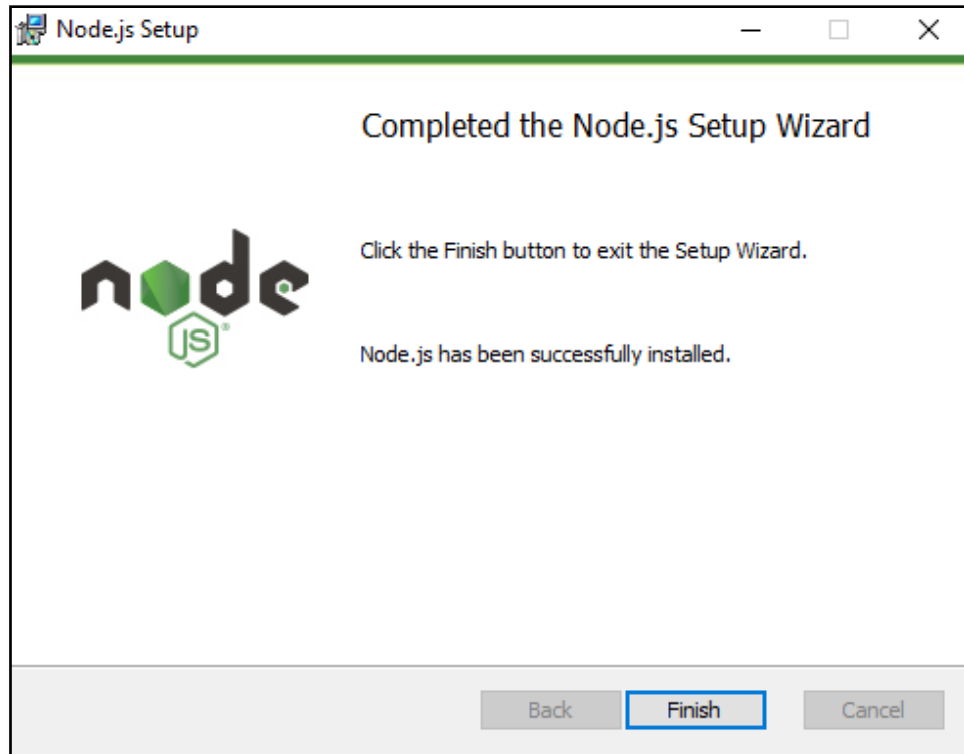 Node.js Setup
Completed the Node.js Setup Wizard
Click the Finish button to exit the Setup Wizard.
node
JS®
Node.js has been successfully installed.
Back
Finish
Cancel